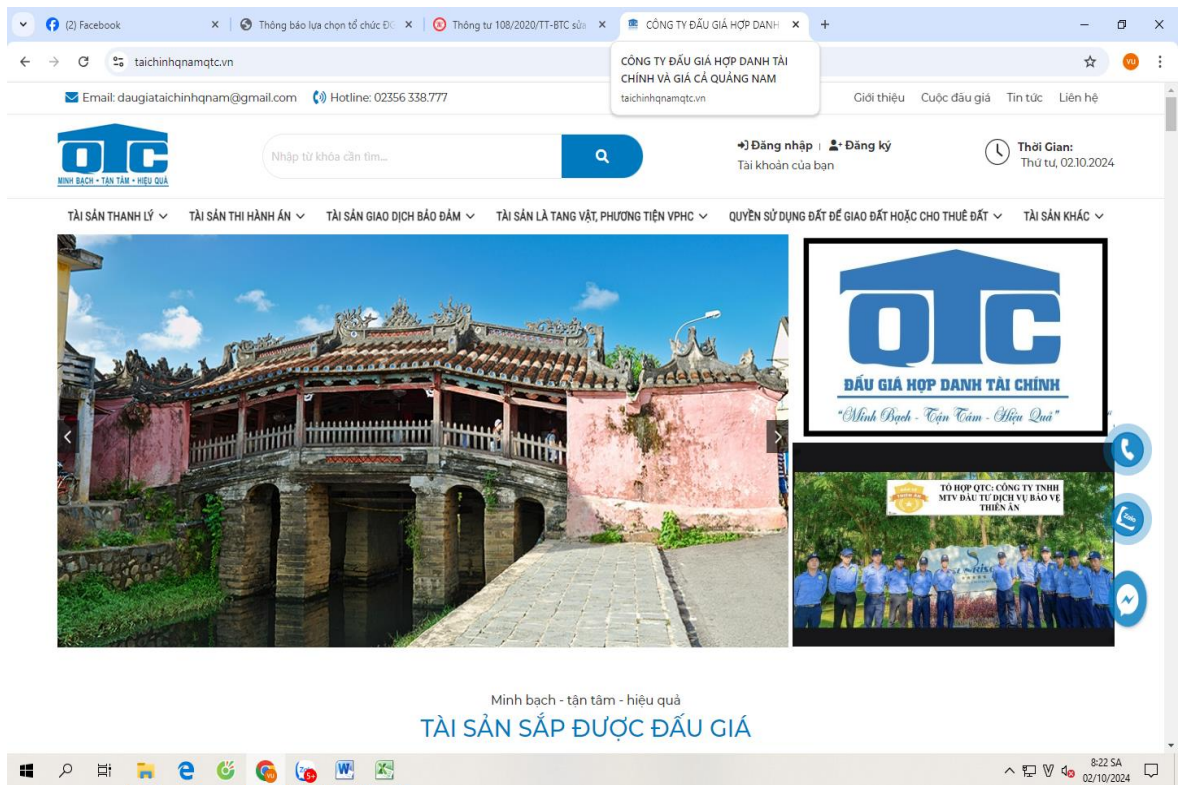 (2) Facebook
Thông báo lựa chọn tổ chức ĐG
Thông tư 108/2020/TT-BTC sửa
CÔNG TY ĐẤU GIÁ HỢP DANH
taichinhqnamqtc.vn
VU
CÔNG TY ĐẤU GIÁ HỢP DANH TÀI
CHÍNH VÀ GIÁ CẢ QUẢNG NAM
taichinhqnamqtc.vn
Email: daugiataichinhqnam@gmail.com
Hotline: 02356 338.777
Giới thiệu Cuộc đấu giá Tin tức Liên hệ
QTC
MINH BẠCH - TẬN TÂM - HIỆU QUẢ
Nhập từ khóa cần tìm...
Đăng nhập | Đăng ký
Tài khoản của bạn
Thời Gian:
Thứ tư, 02.10.2024
TÀI SẢN THANH LÝ TÀI SẢN THI HÀNH ÁN TÀI SẢN GIAO DỊCH BẢO ĐẢM TÀI SẢN LÀ TANG VẬT, PHƯƠNG TIỆN VPHC QUYỀN SỬ DỤNG ĐẤT ĐỂ GIAO ĐẤT HOẶC CHO THUÊ ĐẤT TÀI SẢN KHÁC
QTC
ĐẤU GIÁ HỢP DANH TÀI CHÍNH
"Minh Bạch - Tận Tâm - Hiệu Quả"
TỔ HỢP QTC: CÔNG TY TNHH
MTV ĐẦU TƯ DỊCH VỤ BẢO VỆ
THIÊN ÂN
Zalo
Minh bạch - tận tâm - hiệu quả
TÀI SẢN SẮP ĐƯỢC ĐẤU GIÁ
5+
8:22 SA
02/10/2024